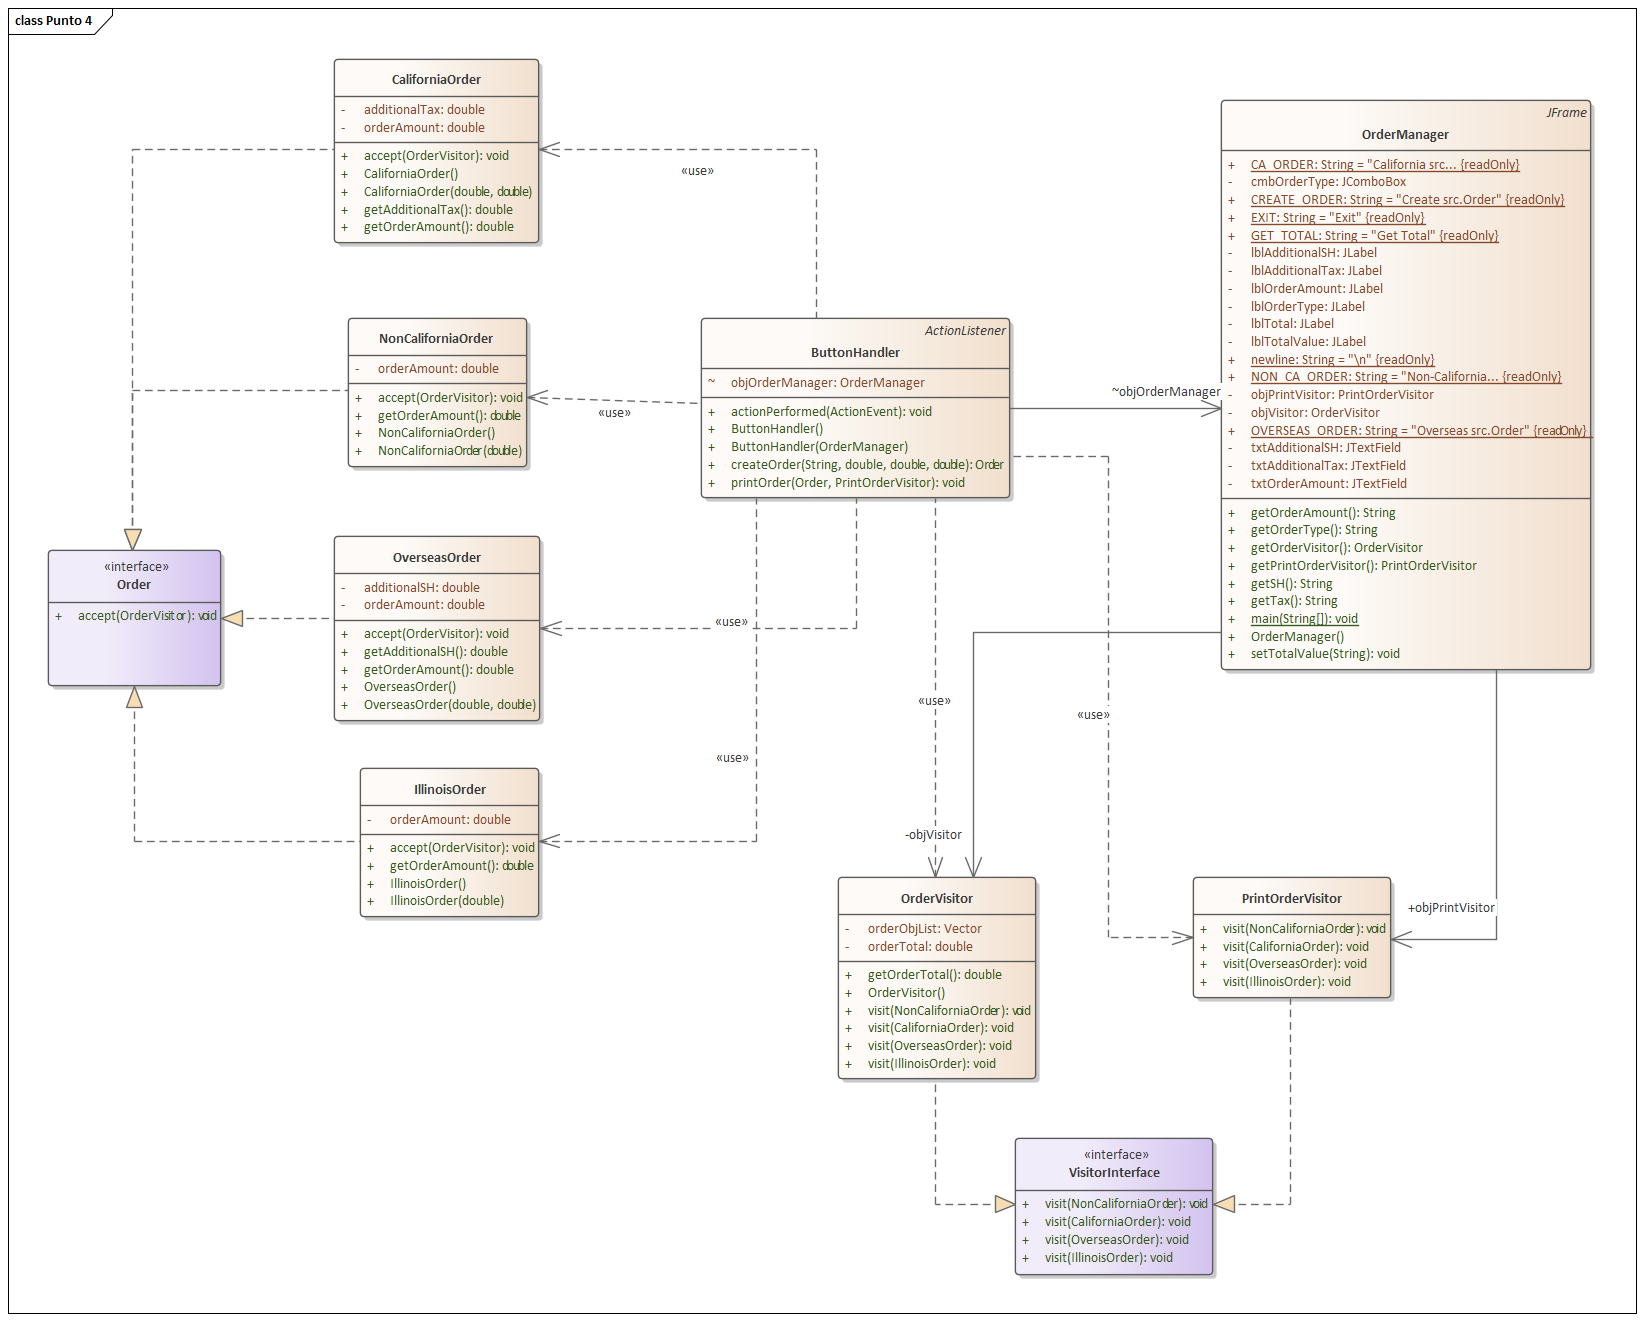 class Punto 4
CaliforniaOrder
- additionalTax: double
- orderAmount: double
+ accept(OrderVisitor): void
+ CaliforniaOrder()
+ CaliforniaOrder(double, double)
+ getAdditionalTax(): double
+ getOrderAmount(): double
«use»
JFrame
OrderManager
+ CA_ORDER: String = "California src... {readOnly}
- cmbOrderType: JComboBox
+ CREATE_ORDER: String = "Create src.Order" {readOnly}
+ EXIT: String = "Exit" {readOnly}
+ GET_TOTAL: String = "Get Total" {readOnly}
- lblAdditionalSH: JLabel
- lblAdditionalTax: JLabel
- lblOrderAmount: JLabel
- lblOrderType: JLabel
- lblTotal: JLabel
- lblTotalValue: JLabel
+ newline: String = "\n" {readOnly}
+ NON_CA_ORDER: String = "Non-California... {readOnly}
- objPrintVisitor: PrintOrderVisitor
- objVisitor: OrderVisitor
+ OVERSEAS_ORDER: String = "Overseas src.Order" {readOnly}
- txtAdditionalSH: JTextField
- txtAdditionalTax: JTextField
- txtOrderAmount: JTextField
+ getOrderAmount(): String
+ getOrderType(): String
+ getOrderVisitor(): OrderVisitor
+ getPrintOrderVisitor(): PrintOrderVisitor
+ getSH(): String
+ getTax(): String
+ main(String[]): void
+ OrderManager()
+ setTotalValue(String): void
NonCaliforniaOrder
- orderAmount: double
+ accept(OrderVisitor): void
+ getOrderAmount(): double
+ NonCaliforniaOrder()
+ NonCaliforniaOrder(double)
«use»
ActionListener
ButtonHandler
~ objOrderManager: OrderManager
+ actionPerformed(ActionEvent): void
+ ButtonHandler()
+ ButtonHandler(OrderManager)
+ createOrder(String, double, double, double): Order
+ printOrder(Order, PrintOrderVisitor): void
~objOrderManager
«interface»
Order
+ accept(OrderVisitor): void
OverseasOrder
- additionalSH: double
- orderAmount: double
+ accept(OrderVisitor): void
+ getAdditionalSH(): double
+ getOrderAmount(): double
+ OverseasOrder()
+ OverseasOrder(double, double)
«use»
«use»
«use»
«use»
IllinoisOrder
- orderAmount: double
+ accept(OrderVisitor): void
+ getOrderAmount(): double
+ IllinoisOrder()
+ IllinoisOrder(double)
-objVisitor
+objPrintVisitor
OrderVisitor
- orderObjList: Vector
- orderTotal: double
+ getOrderTotal(): double
+ OrderVisitor()
+ visit(NonCaliforniaOrder): void
+ visit(CaliforniaOrder): void
+ visit(OverseasOrder): void
+ visit(IllinoisOrder): void
PrintOrderVisitor
+ visit(NonCaliforniaOrder): void
+ visit(CaliforniaOrder): void
+ visit(OverseasOrder): void
+ visit(IllinoisOrder): void
«interface»
VisitorInterface
+ visit(NonCaliforniaOrder): void
+ visit(CaliforniaOrder): void
+ visit(OverseasOrder): void
+ visit(IllinoisOrder): void